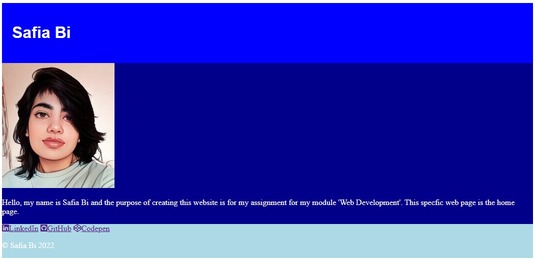 Safia Bi
Hello, my name is Safia Bi and the purpose of creating this website is for my assignment for my module 'Web Development'. This specfic web page is the home
page.
LinkedIn GitHub Codepen
© Safia Bi 2022